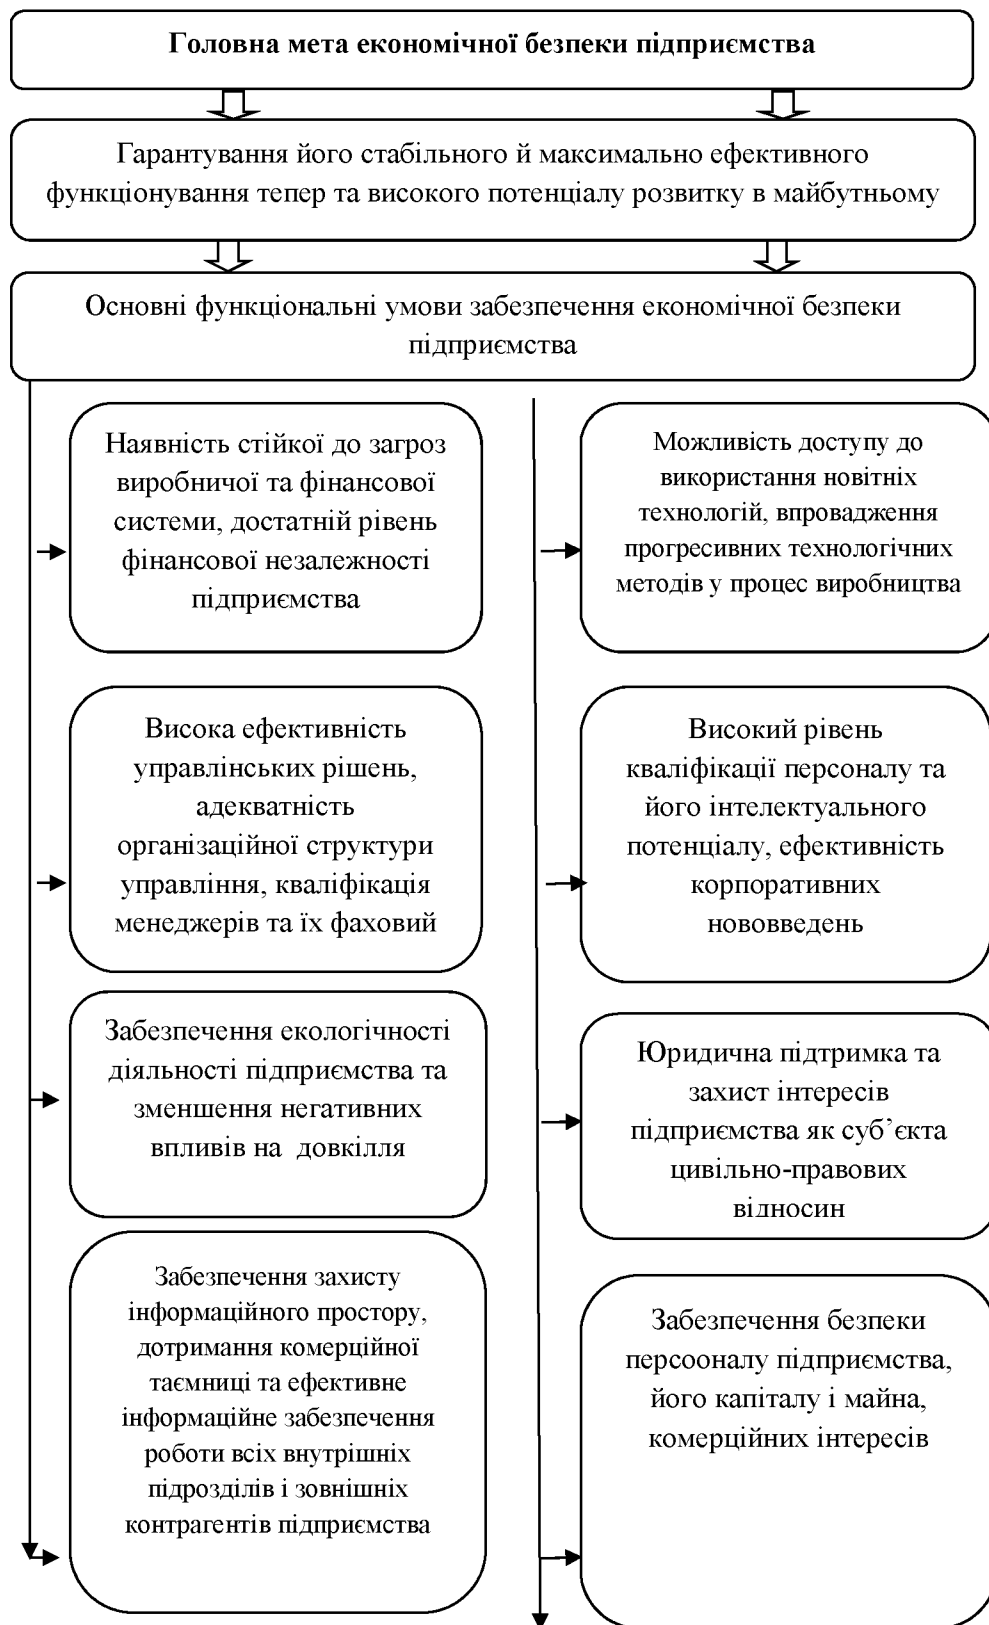 Головна мета економічної безпеки підприємства
Гарантування його стабільного й максимально ефективного
функціонування тепер та високого потенціалу розвитку в майбутньому
Основні функціональні умови забезпечення економічної безпеки
підприємства
Наявність стійкої до загроз
виробничої та фінансової
системи, достатній рівень
фінансової незалежності
підприємства
Можливість доступу до
використання новітніх
технологій, впровадження
прогресивних технологічних
методів у процес виробництва
Висока ефективність
управлінських рішень,
адекватність
організаційної структури
управління, кваліфікація
менеджерів та їх фаховий
Високий рівень
кваліфікації персоналу та
його інтелектуального
потенціалу, ефективність
корпоративних
нововведень
Забезпечення екологічності
діяльності підприємства та
зменшення негативних
впливів на довкілля
Юридична підтримка та
захист інтересів
підприємства як суб’єкта
цивільно-правових
відносин
Забезпечення захисту
інформаційного простору,
дотримання комерційної
таємниці та ефективне
інформаційне забезпечення
роботи всіх внутрішніх
підрозділів і зовнішніх
контрагентів підприємства
Забезпечення безпеки
персооналу підприємства,
його капіталу і майна,
комерційних інтересів